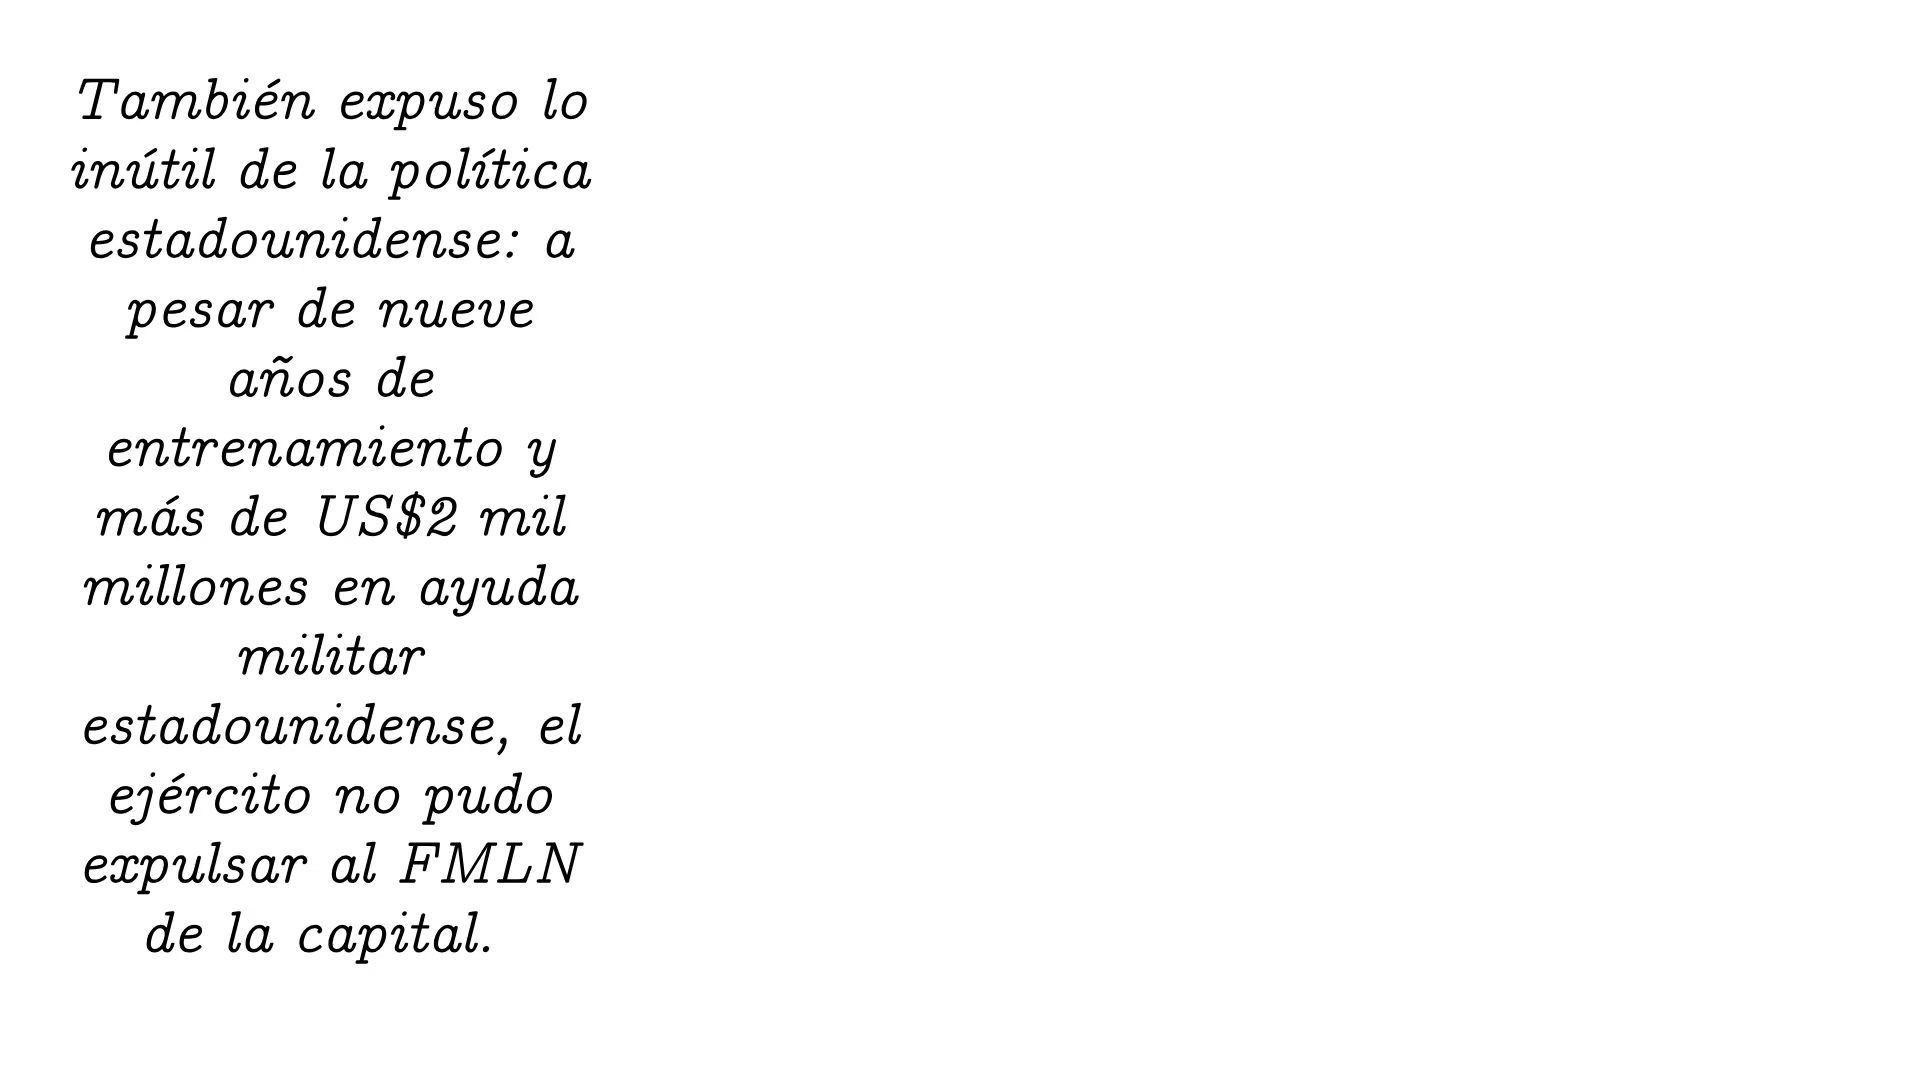 También expuso lo
inútil de la política
estadounidense: a
pesar de nueve
años de
entrenamiento y
más de US$2 mil
millones en ayuda
militar
estadounidense, el
ejército no pudo
expulsar al FMLN
de la capital.